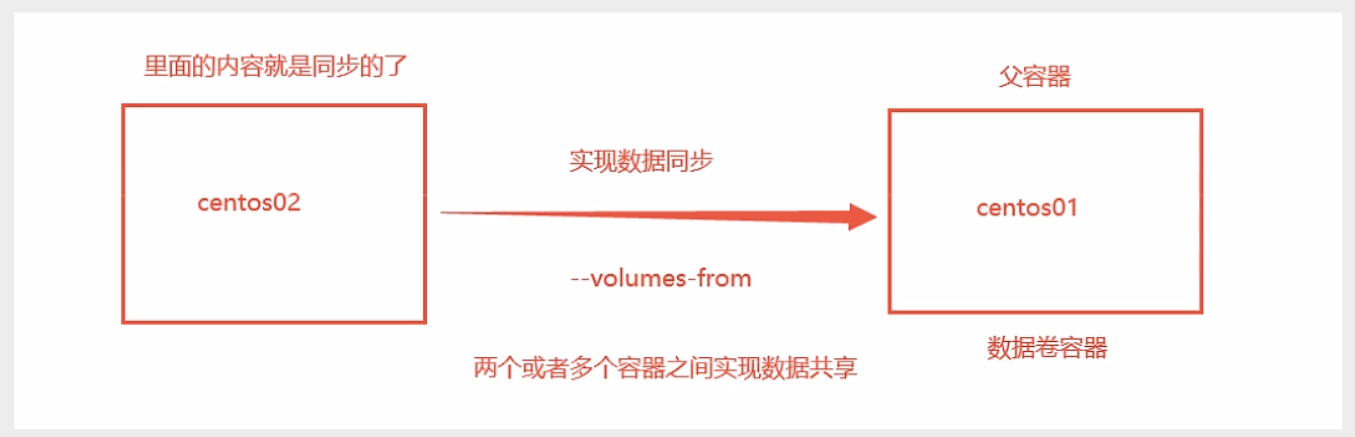 里面的内容就是同步的了
父容器
实现数据同步
centos02
centos01
--volumes-from
数据卷容器
两个或者多个容器之间实现数据共享